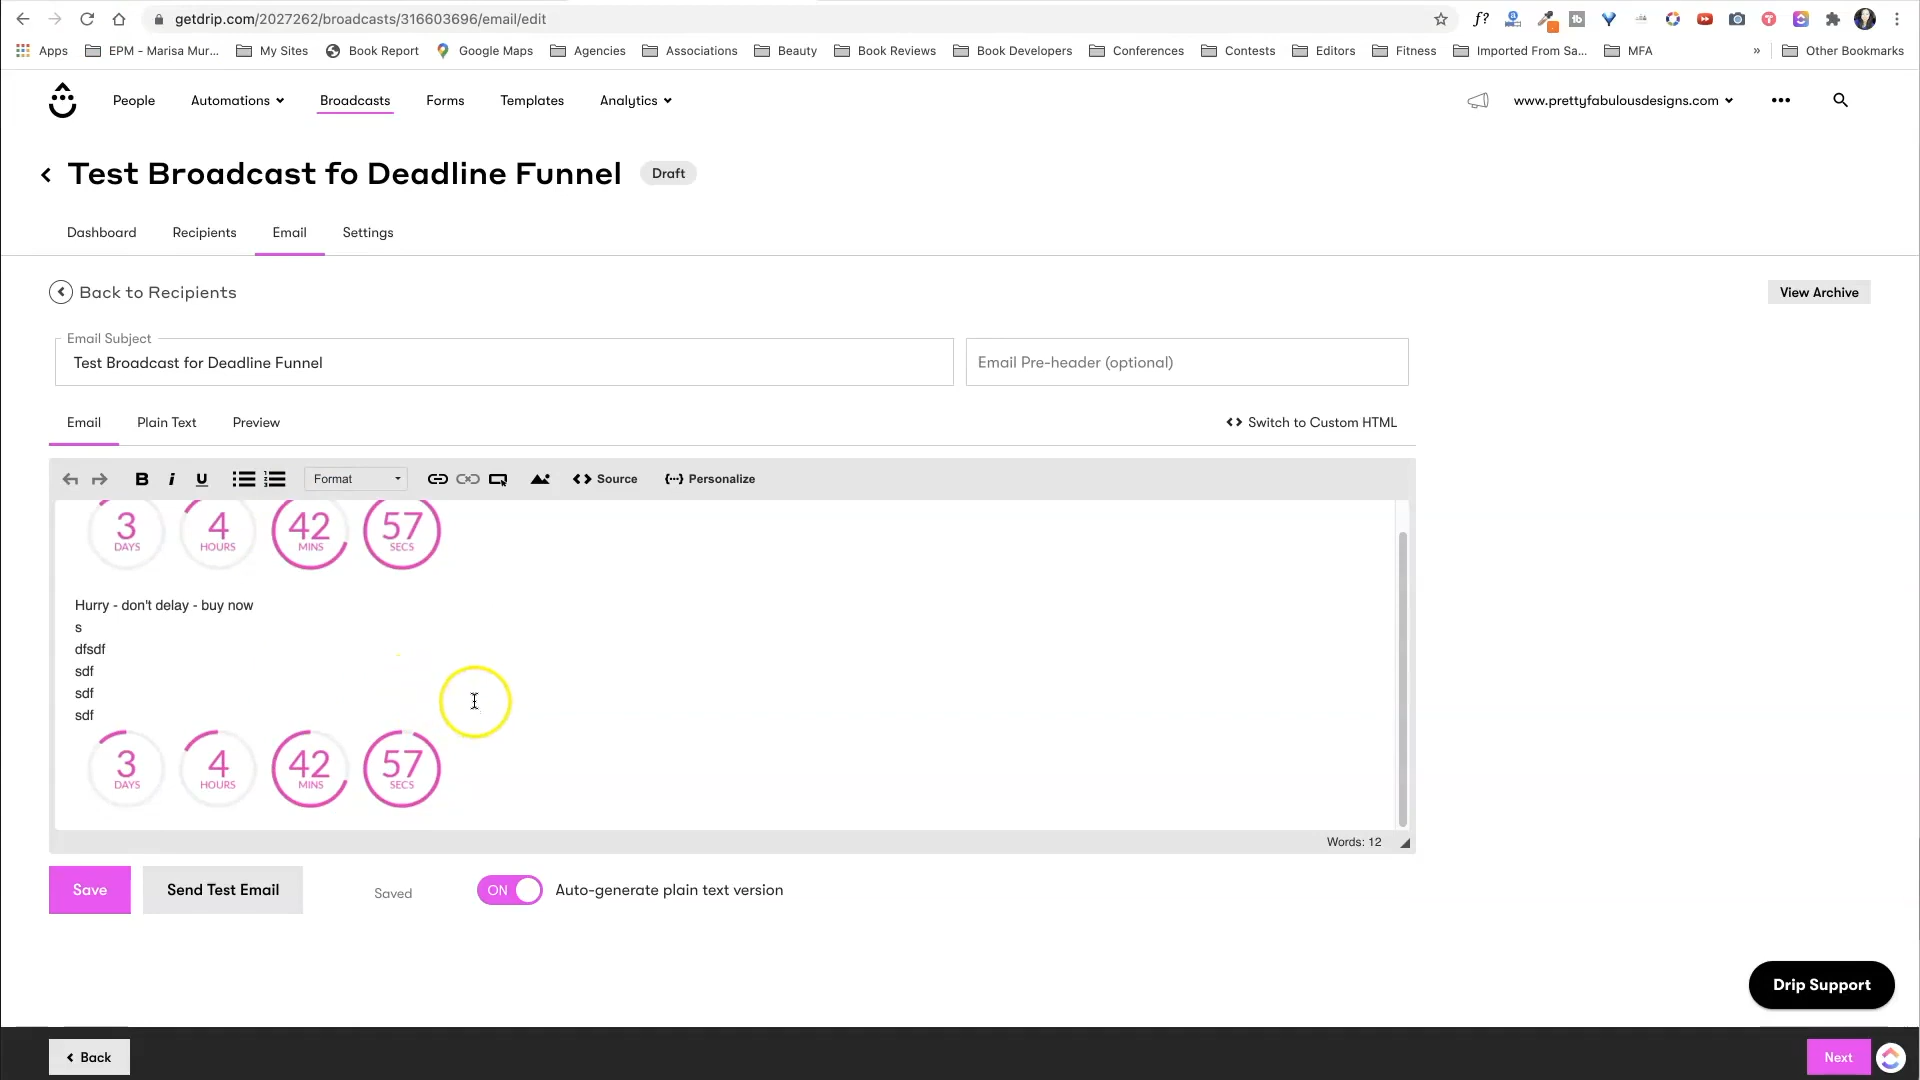 getdrip.com/2027262/broadcasts/316603696/email/edit
Apps
EPM - Marisa Mur...
My Sites
Book Report
Google Maps
Agencies
Associations
Beauty
Book Reviews
Book Developers
Conferences
Contests
Editors
Fitness
Imported From Sa...
MFA
»
Other Bookmarks
People
Automations
Broadcasts
Forms
Templates
Analytics
www.prettyfabulousdesigns.com
Test Broadcast fo Deadline Funnel
Draft
Dashboard
Recipients
Email
Settings
Back to Recipients
View Archive
Email Subject
Test Broadcast for Deadline Funnel
Email Pre-header (optional)
Email
Plain Text
Preview
Switch to Custom HTML
B
i
U
Format
Source
Personalize
3
DAYS
4
HOURS
42
MINS
57
SECS
Hurry - don't delay - buy now
s
dfsdf
sdf
sdf
sdf
3
DAYS
4
HOURS
42
MINS
57
SECS
Words: 12
Save
Send Test Email
Saved
ON
Auto-generate plain text version
Drip Support
Back
Next